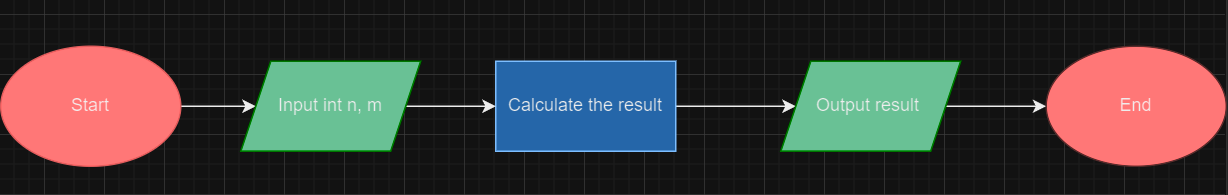 Start
Input int n, m
Calculate the result
Output result
End